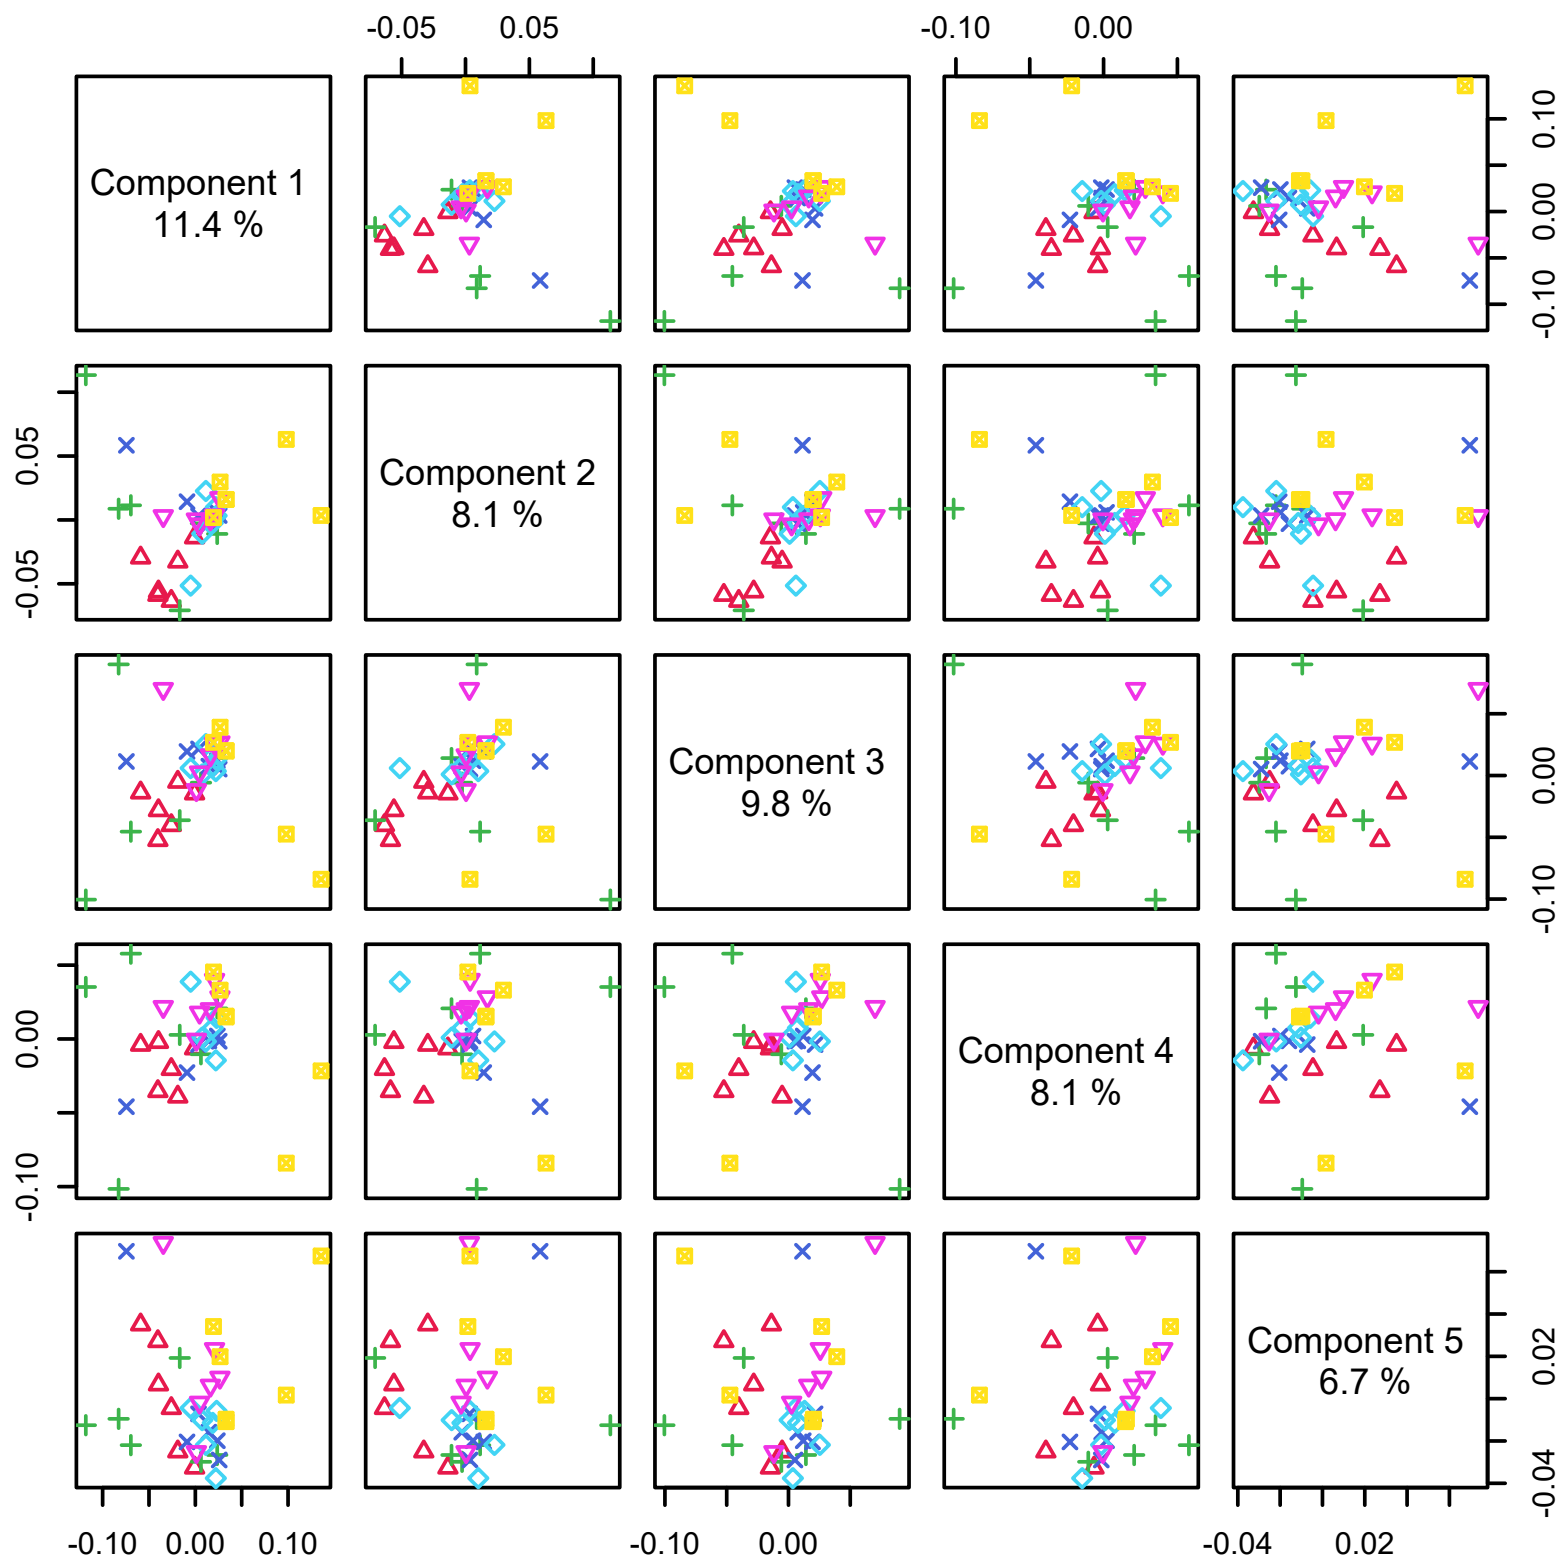 -0.05 0.05 -0.10 0.00
Component 1
11.4 %
0.10
0.00
-0.10
Component 2
8.1 %
0.05
-0.05
Component 3
9.8 %
0.00
-0.10
Component 4
8.1 %
0.00
-0.10
Component 5
6.7 %
0.02
-0.04
-0.10 0.00 0.10 -0.10 0.00 -0.04 0.02